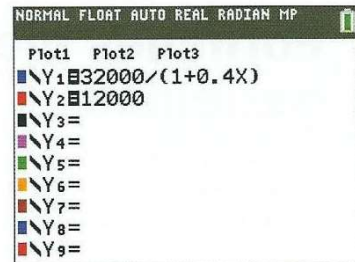 NORMAL FLOAT AUTO REAL RADIAN MP
Plot1 Plot2 Plot3
\Y₁=32000/(1+0.4X)
\Y₂=12000
\Y₃=
\Y₄=
\Y₅=
\Y₆=
\Y₇=
\Y₈=
\Y₉=